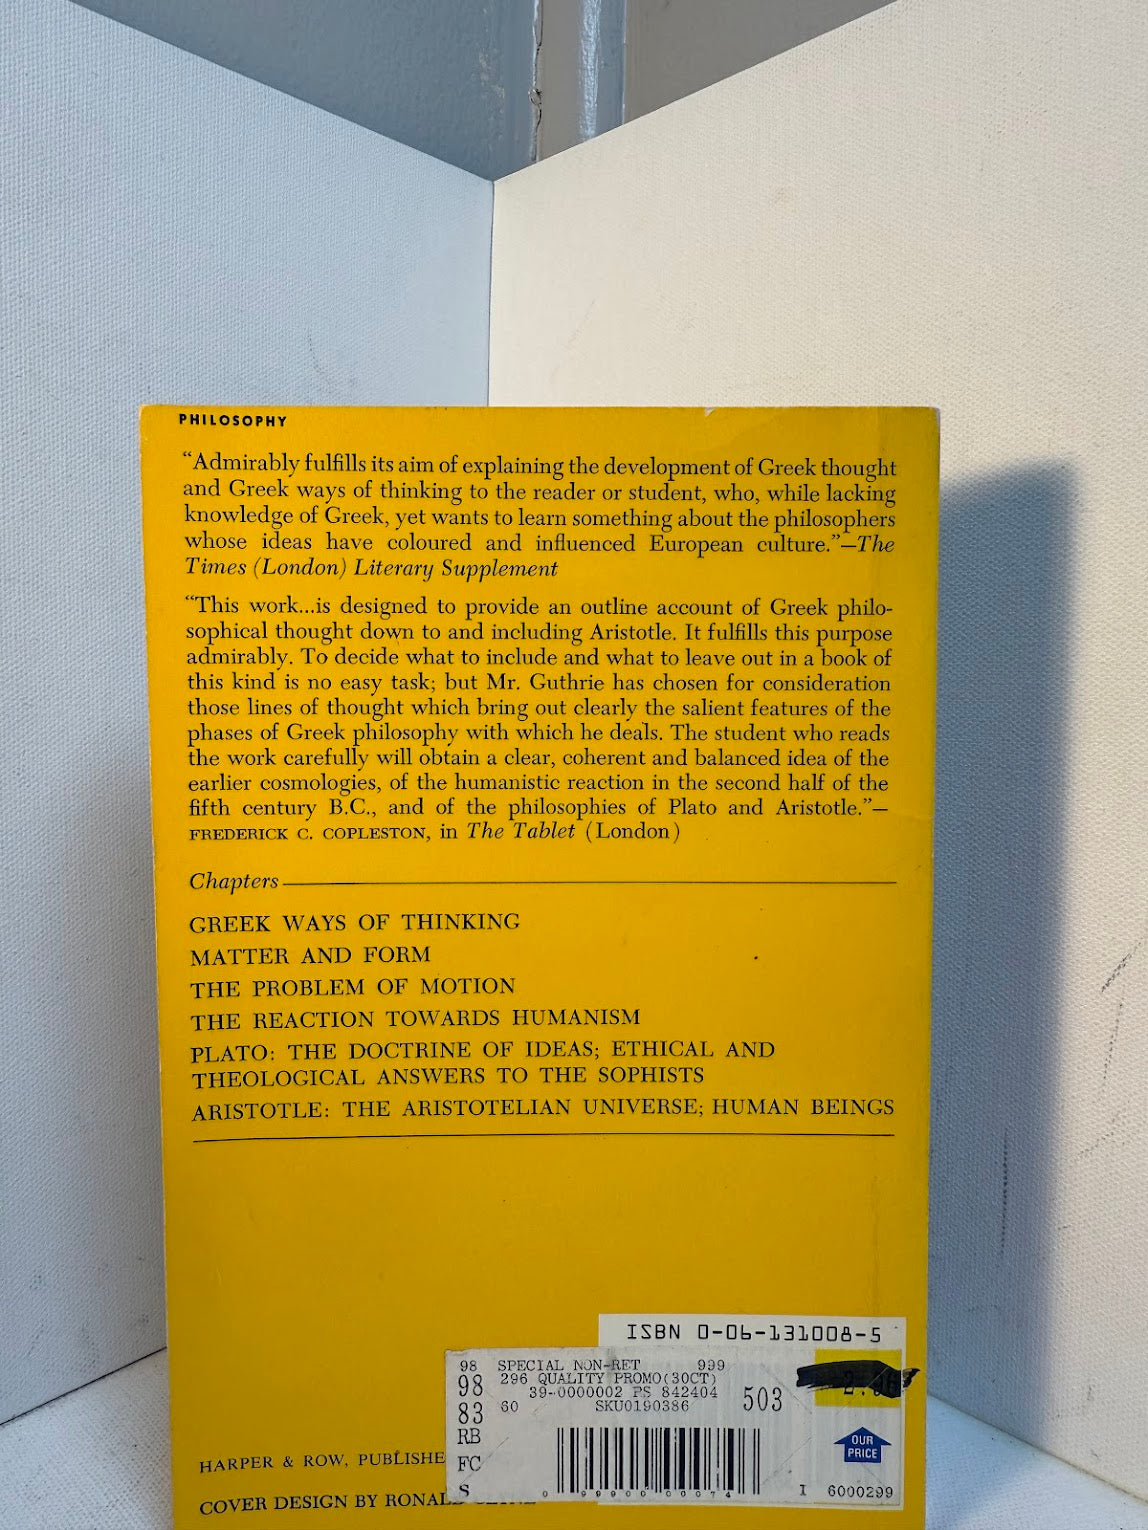 PHILOSOPHY
“Admirably fulfills its aim of explaining the development of Greek thought
and Greek ways of thinking to the reader or student, who, while lacking
knowledge of Greek, yet wants to learn something about the philosophers
whose ideas have coloured and influenced European culture.”—The
Times (London) Literary Supplement
“This work...is designed to provide an outline account of Greek philo-
sophical thought down to and including Aristotle. It fulfills this purpose
admirably. To decide what to include and what to leave out in a book of
this kind is no easy task; but Mr. Guthrie has chosen for consideration
those lines of thought which bring out clearly the salient features of the
phases of Greek philosophy with which he deals. The student who reads
the work carefully will obtain a clear, coherent and balanced idea of the
earlier cosmologies, of the humanistic reaction in the second half of the
fifth century B.C., and of the philosophies of Plato and Aristotle.”—
FREDERICK C. COPLESTON, in The Tablet (London)
Chapters
GREEK WAYS OF THINKING
MATTER AND FORM
THE PROBLEM OF MOTION
THE REACTION TOWARDS HUMANISM
PLATO: THE DOCTRINE OF IDEAS; ETHICAL AND
THEOLOGICAL ANSWERS TO THE SOPHISTS
ARISTOTLE: THE ARISTOTELIAN UNIVERSE; HUMAN BEINGS
ISBN 0-06-131008-5
98 SPECIAL NON-RET 999
98 296 QUALITY PROMO(30CT)
39-0000002 PS 842404 503
83 60 SKU0190386
RB
FC
S
OUR
PRICE
I 6000299
HARPER & ROW, PUBLISHE
COVER DESIGN BY RONALD